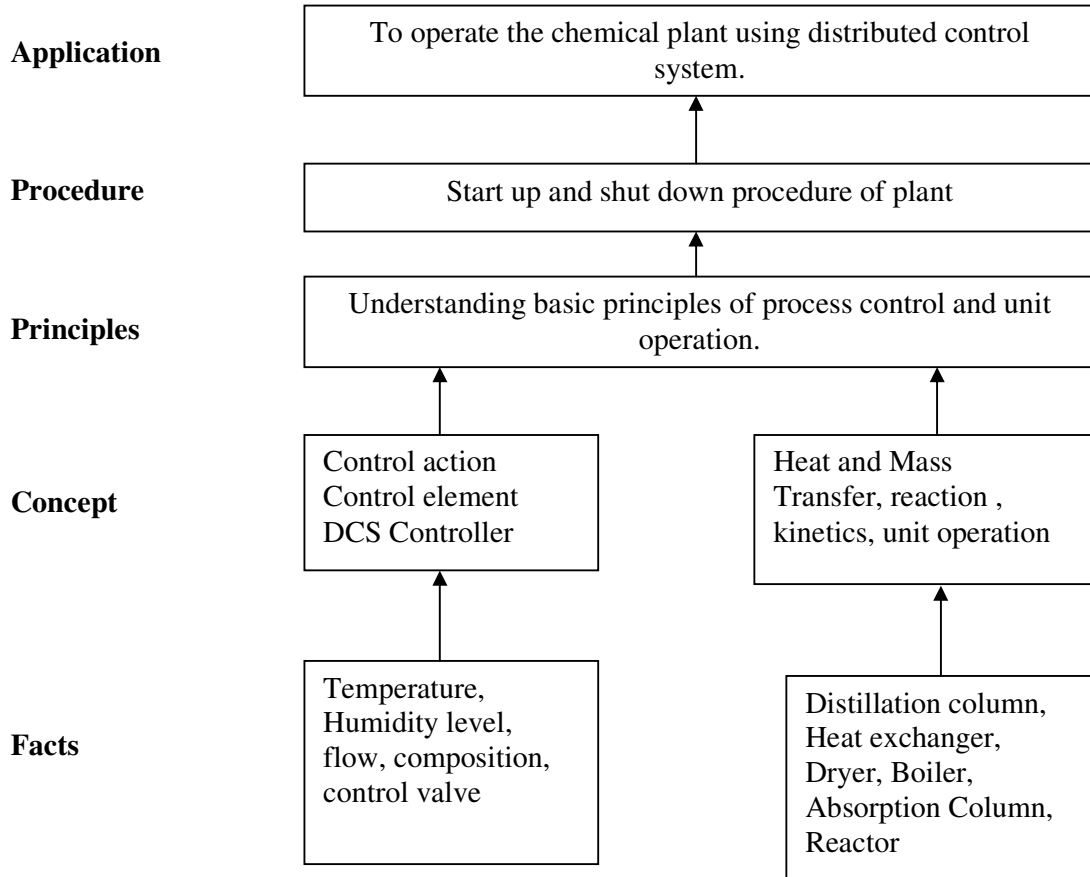 Application
To operate the chemical plant using distributed control
system.
Procedure
Start up and shut down procedure of plant
Principles
Understanding basic principles of process control and unit
operation.
Concept
Control action
Control element
DCS Controller
Heat and Mass
Transfer, reaction ,
kinetics, unit operation
Facts
Temperature,
Humidity level,
flow, composition,
control valve
Distillation column,
Heat exchanger,
Dryer, Boiler,
Absorption Column,
Reactor